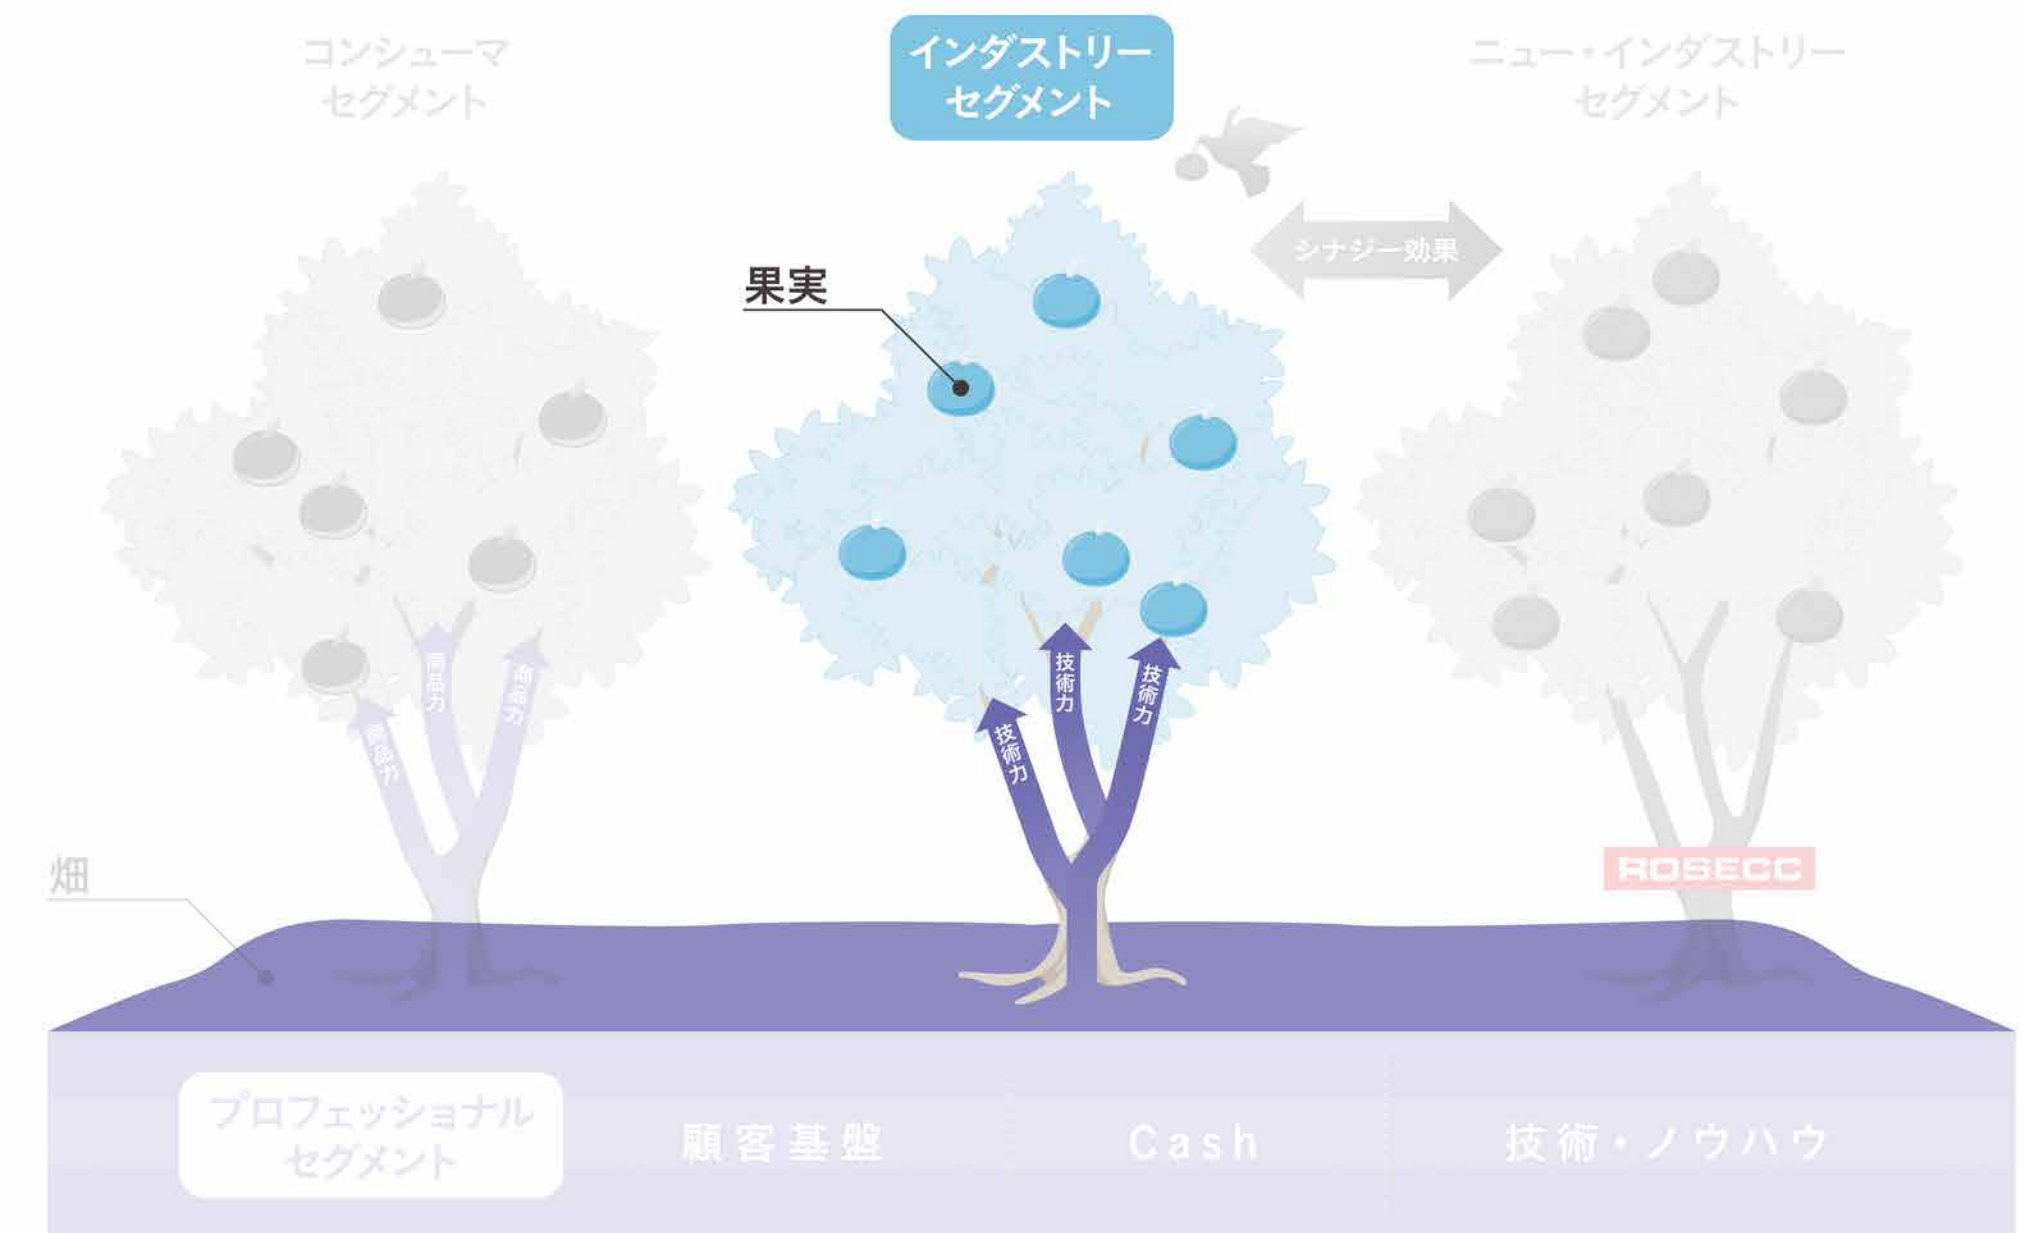 コンシューマ
セグメント
インダストリー
セグメント
ニュー・インダストリー
セグメント
シナジー効果
果実
商品力
商品力
商品力
技術力
技術力
技術力
畑
ROSECC
プロフェッショナル
セグメント
顧客基盤
Cash
技術・ノウハウ